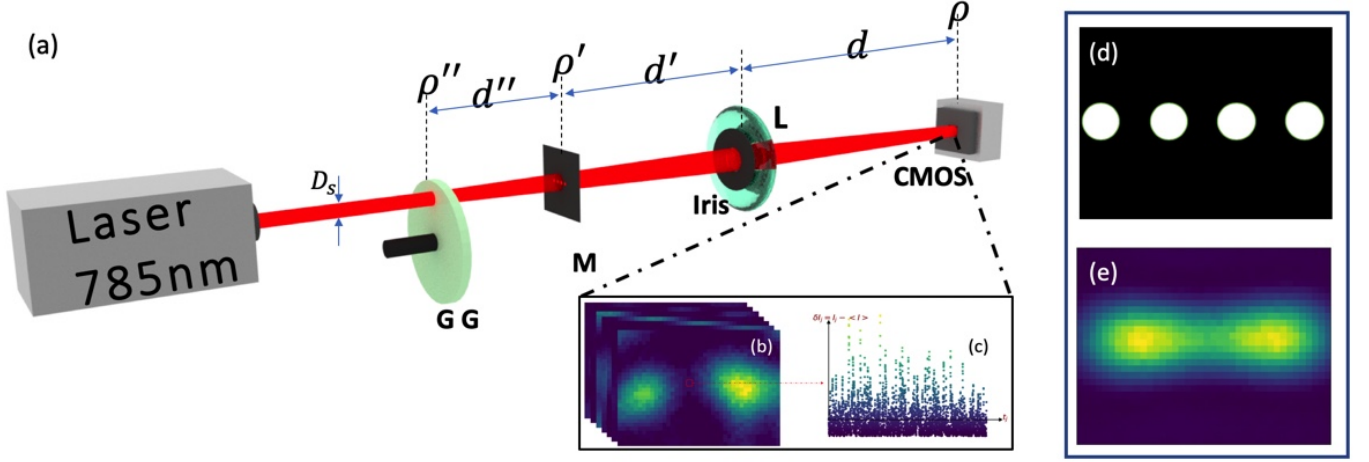 (a)
ρ''
d''
ρ'
d'
d
ρ
D_s
Laser
785nm
G G
M
Iris
L
CMOS
(b)
δI_j = I_j − < I >
(c)
(d)
(e)